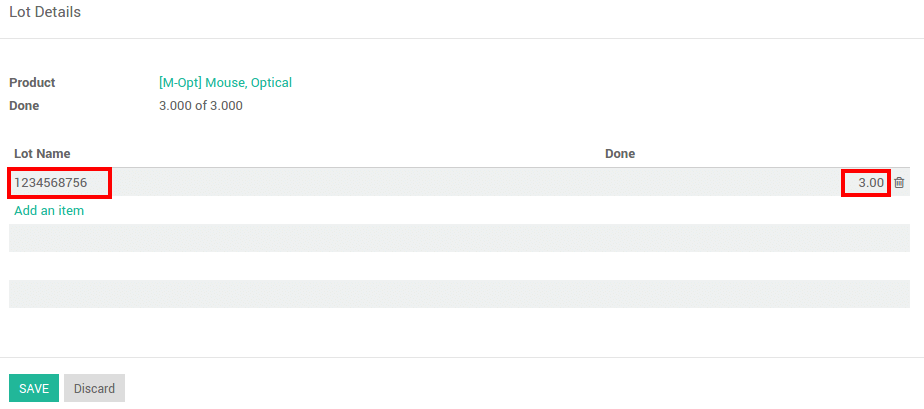 Lot Details
Product [M-Opt] Mouse, Optical
Done 3.000 of 3.000
Lot Name Done
1234568756 3.00
Add an item
SAVE Discard